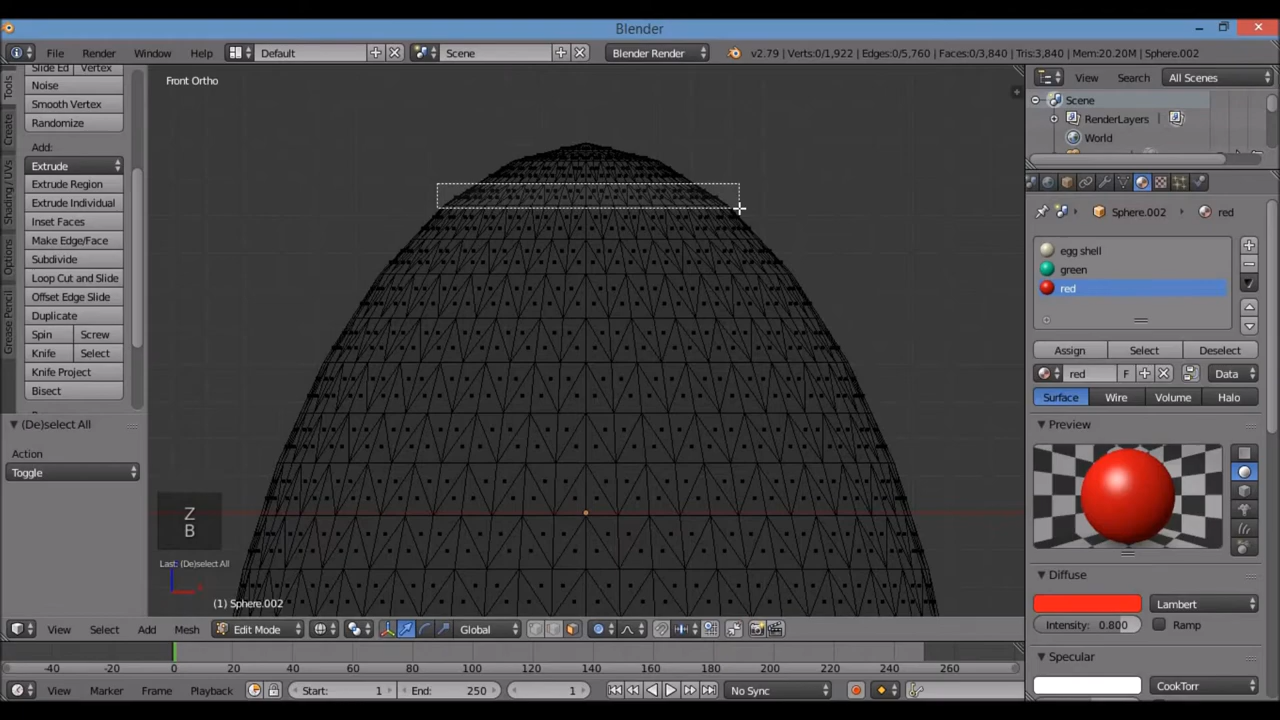 Blender
File Render Window Help Default Scene Blender Render v2.79 | Verts:0/1,922 | Edges:0/5,760 | Faces:0/3,840 | Tris:3,840 | Mem:20.20M | Sphere.002
Slide Ed Vertex
Noise
Smooth Vertex
Randomize
Add:
Extrude
Extrude Region
Extrude Individual
Inset Faces
Make Edge/Face
Subdivide
Loop Cut and Slide
Offset Edge Slide
Duplicate
Spin Screw
Knife Select
Knife Project
Bisect
Tools
Create
Shading / UVs
Options
Grease Pencil
(De)select All
Action
Toggle
Front Ortho
Z
B
Last: (De)select All
(1) Sphere.002
View Select Add Mesh Edit Mode Global
View Search All Scenes
Scene
RenderLayers
World
Sphere.002 red
egg shell
green
red
Assign Select Deselect
red F Data
Surface Wire Volume Halo
Preview
Diffuse
Lambert
Intensity: 0.800 Ramp
Specular
CookTorr
-40 -20 0 20 40 60 80 100 120 140 160 180 200 220 240 260
View Marker Frame Playback Start: 1 End: 250 1 No Sync